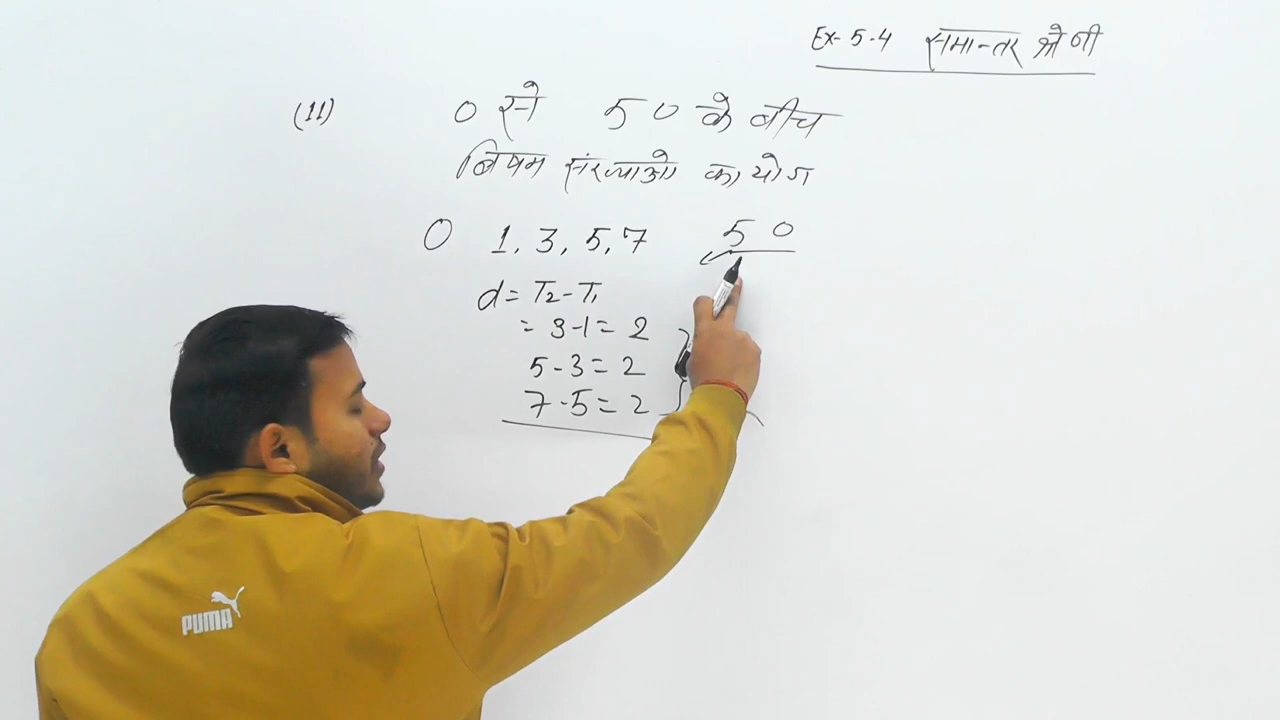 Ex- 5.4 समान्तर श्रेणी
(11) 0 से 50 के बीच
बिषम संख्याओ का योग
0 1, 3, 5, 7 50
d = T2 - T1
= 3-1 = 2
5 - 3 = 2
7 - 5 = 2
PUMA